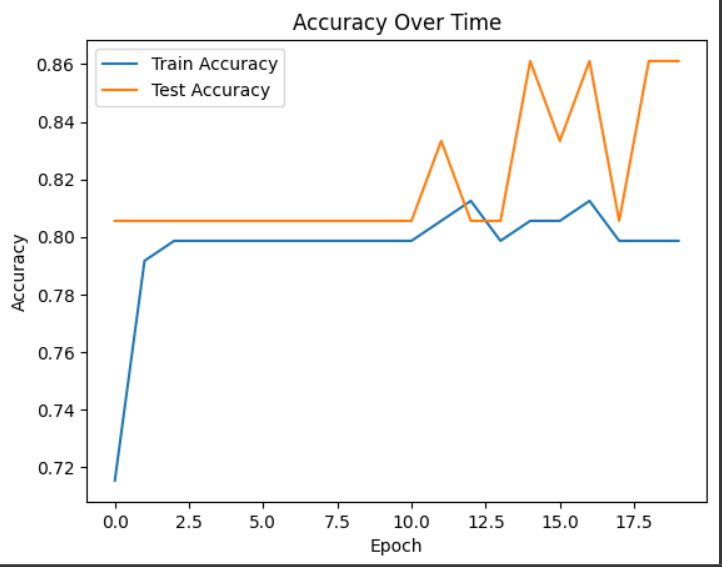 Accuracy Over Time
Train Accuracy
Test Accuracy
0.86
0.84
0.82
0.80
0.78
0.76
0.74
0.72
Accuracy
0.0 2.5 5.0 7.5 10.0 12.5 15.0 17.5
Epoch